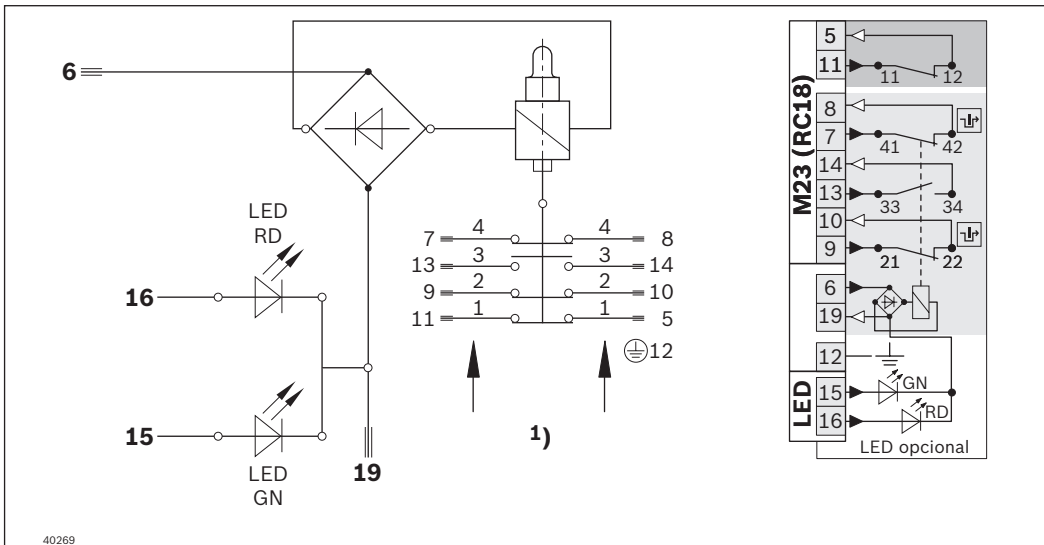 6
LED
RD
16
15
LED
GN
19
7 4 4 8
13 3 3 14
9 2 2 10
11 1 1 5
12
1)
40269
M23 (RC18)
5
11 11 12
8
7 41 42
14
13 33 34
10
9 21 22
6
19
12
LED
15 GN
16 RD
LED opcional